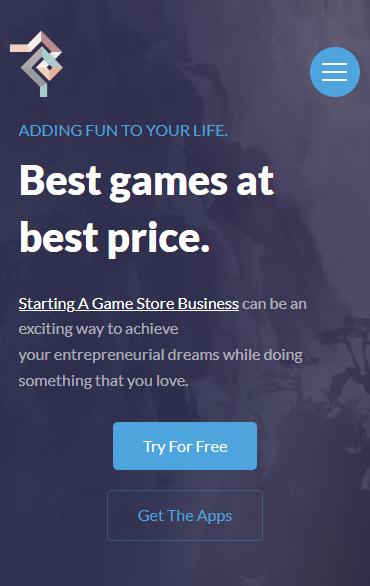 ADDING FUN TO YOUR LIFE.
Best games at
best price.
Starting A Game Store Business can be an
exciting way to achieve
your entrepreneurial dreams while doing
something that you love.
Try For Free
Get The Apps